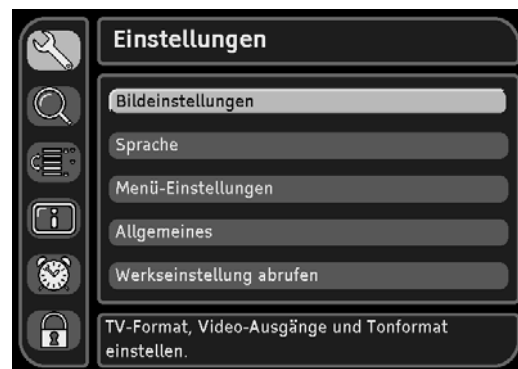 Einstellungen
Bildeinstellungen
Sprache
Menü-Einstellungen
Allgemeines
Werkseinstellung abrufen
TV-Format, Video-Ausgänge und Tonformat
einstellen.